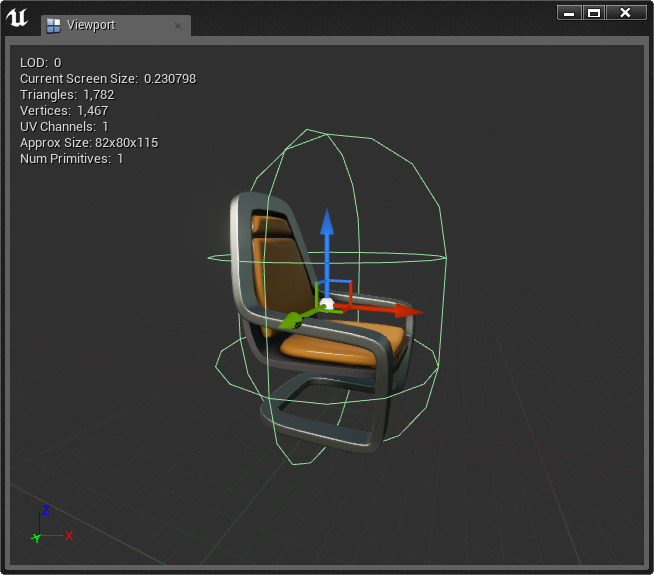 Viewport
LOD: 0
Current Screen Size: 0.230798
Triangles: 1,782
Vertices: 1,467
UV Channels: 1
Approx Size: 82x80x115
Num Primitives: 1
Z
Y
X